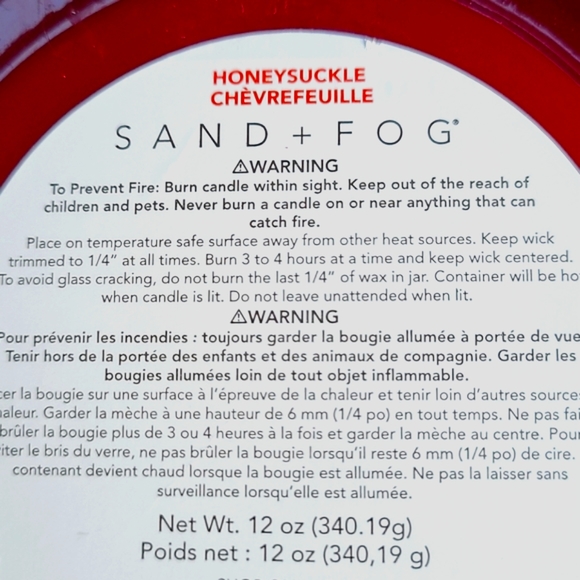 HONEYSUCKLE
CHÈVREFEUILLE
SAND + FOG®
⚠WARNING
To Prevent Fire: Burn candle within sight. Keep out of the reach of
children and pets. Never burn a candle on or near anything that can
catch fire.
Place on temperature safe surface away from other heat sources. Keep wick
trimmed to 1/4" at all times. Burn 3 to 4 hours at a time and keep wick centered.
To avoid glass cracking, do not burn the last 1/4" of wax in jar. Container will be
when candle is lit. Do not leave unattended when lit.
⚠WARNING
Pour prévenir les incendies : toujours garder la bougie allumée à portée de vue
Tenir hors de la portée des enfants et des animaux de compagnie. Garder les
bougies allumées loin de tout objet inflammable.
la bougie sur une surface à l'épreuve de la chaleur et tenir loin d'autres sources
Garder la mèche à une hauteur de 6 mm (1/4 po) en tout temps. Ne pas
brûler la bougie plus de 3 ou 4 heures à la fois et garder la mèche au centre. Pour
le bris du verre, ne pas brûler la bougie lorsqu'il reste 6 mm (1/4 po) de cire.
contenant devient chaud lorsque la bougie est allumée. Ne pas la laisser sans
surveillance lorsqu'elle est allumée.
Net Wt. 12 oz (340.19g)
Poids net : 12 oz (340,19 g)